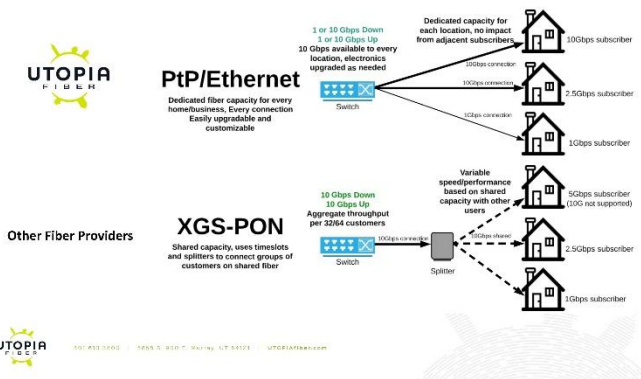 UTOPIA
FIBER
PtP/Ethernet
Dedicated fiber capacity for every
home/business, Every connection
Easily upgradable and
customizable
1 or 10 Gbps Down
1 or 10 Gbps Up
10 Gbps available to every
location, electronics
upgraded as needed
Switch
Dedicated capacity for
each location, no impact
from adjacent subscribers
10Gbps connection
10Gbps connection
1Gbps connection
10Gbps subscriber
2.5Gbps subscriber
1Gbps subscriber
Other Fiber Providers
XGS-PON
Shared capacity, uses timeslots
and splitters to connect groups of
customers on shared fiber
10 Gbps Down
10 Gbps Up
Aggregate throughput
per 32/64 customers
Switch
10Gbps connection
Splitter
Variable
speed/performance
based on shared
capacity with other
users
10Gbps shared
5Gbps subscriber
(10G not supported)
2.5Gbps subscriber
1Gbps subscriber
UTOPIA
FIBER
UTOPIAfiber.com